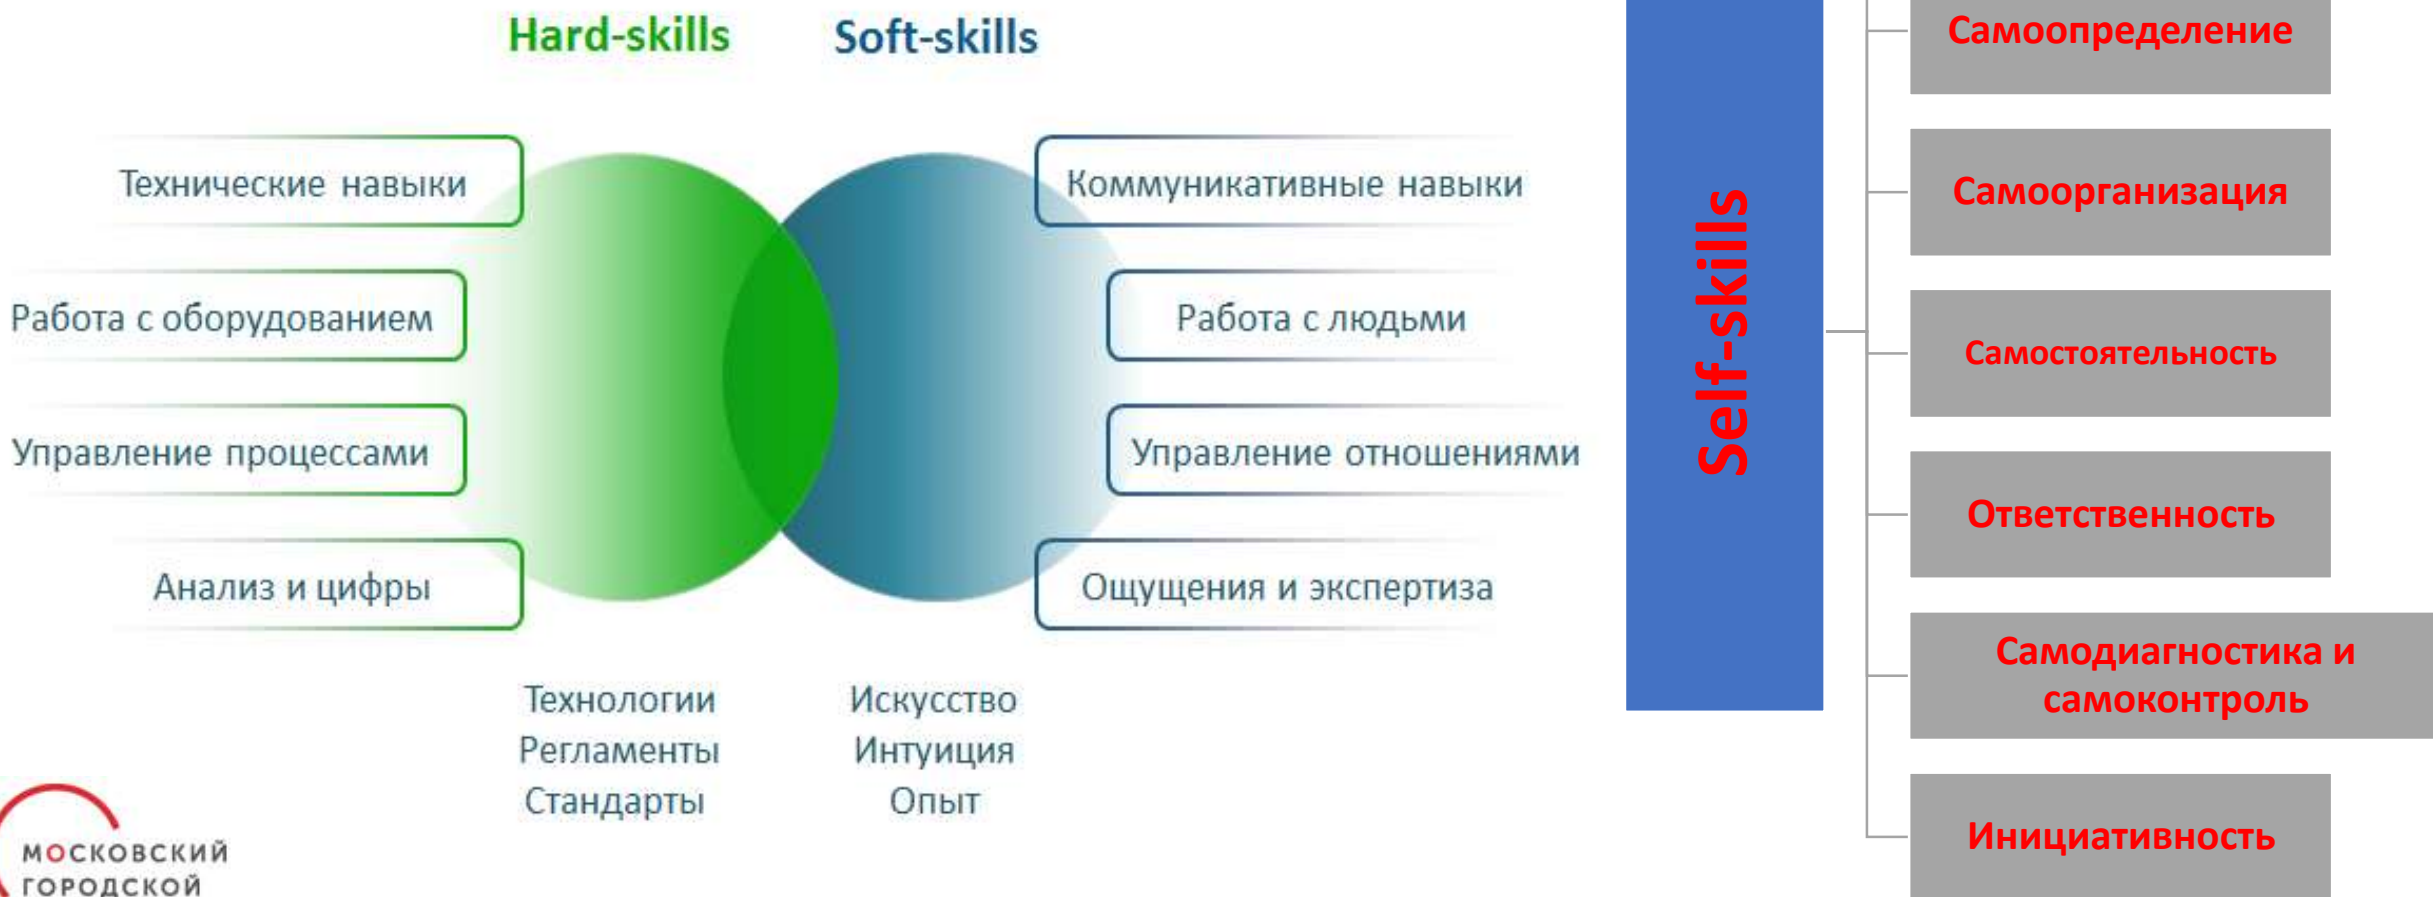 Hard-skills
Soft-skills
Технические навыки
Работа с оборудованием
Управление процессами
Анализ и цифры
Коммуникативные навыки
Работа с людьми
Управление отношениями
Ощущения и экспертиза
Технологии
Регламенты
Стандарты
Искусство
Интуиция
Опыт
МОСКОВСКИЙ
ГОРОДСКОЙ
Self-skills
Самоопределение
Самоорганизация
Самостоятельность
Ответственность
Самодиагностика и
самоконтроль
Инициативность